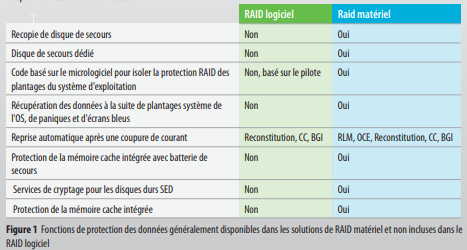 RAID logiciel Raid matériel
Recopie de disque de secours Non Oui
Disque de secours dédié Non Oui
Code basé sur le micrologiciel pour isoler la protection RAID des Non, basé sur le pilote Oui
plantages du système d'exploitation
Récupération des données à la suite de plantages système de Non Oui
l'OS, de paniques et d'écrans bleus
Reprise automatique après une coupure de courant Reconstitution, CC, BGI RLM, OCE, Reconstitution, CC, BGI
Protection de la mémoire cache intégrée avec batterie de Non Oui
secours
Services de cryptage pour les disques durs SED Non Oui
Protection de la mémoire cache intégrée Non Oui
Figure 1 Fonctions de protection des données généralement disponibles dans les solutions de RAID matériel et non incluses dans le
RAID logiciel